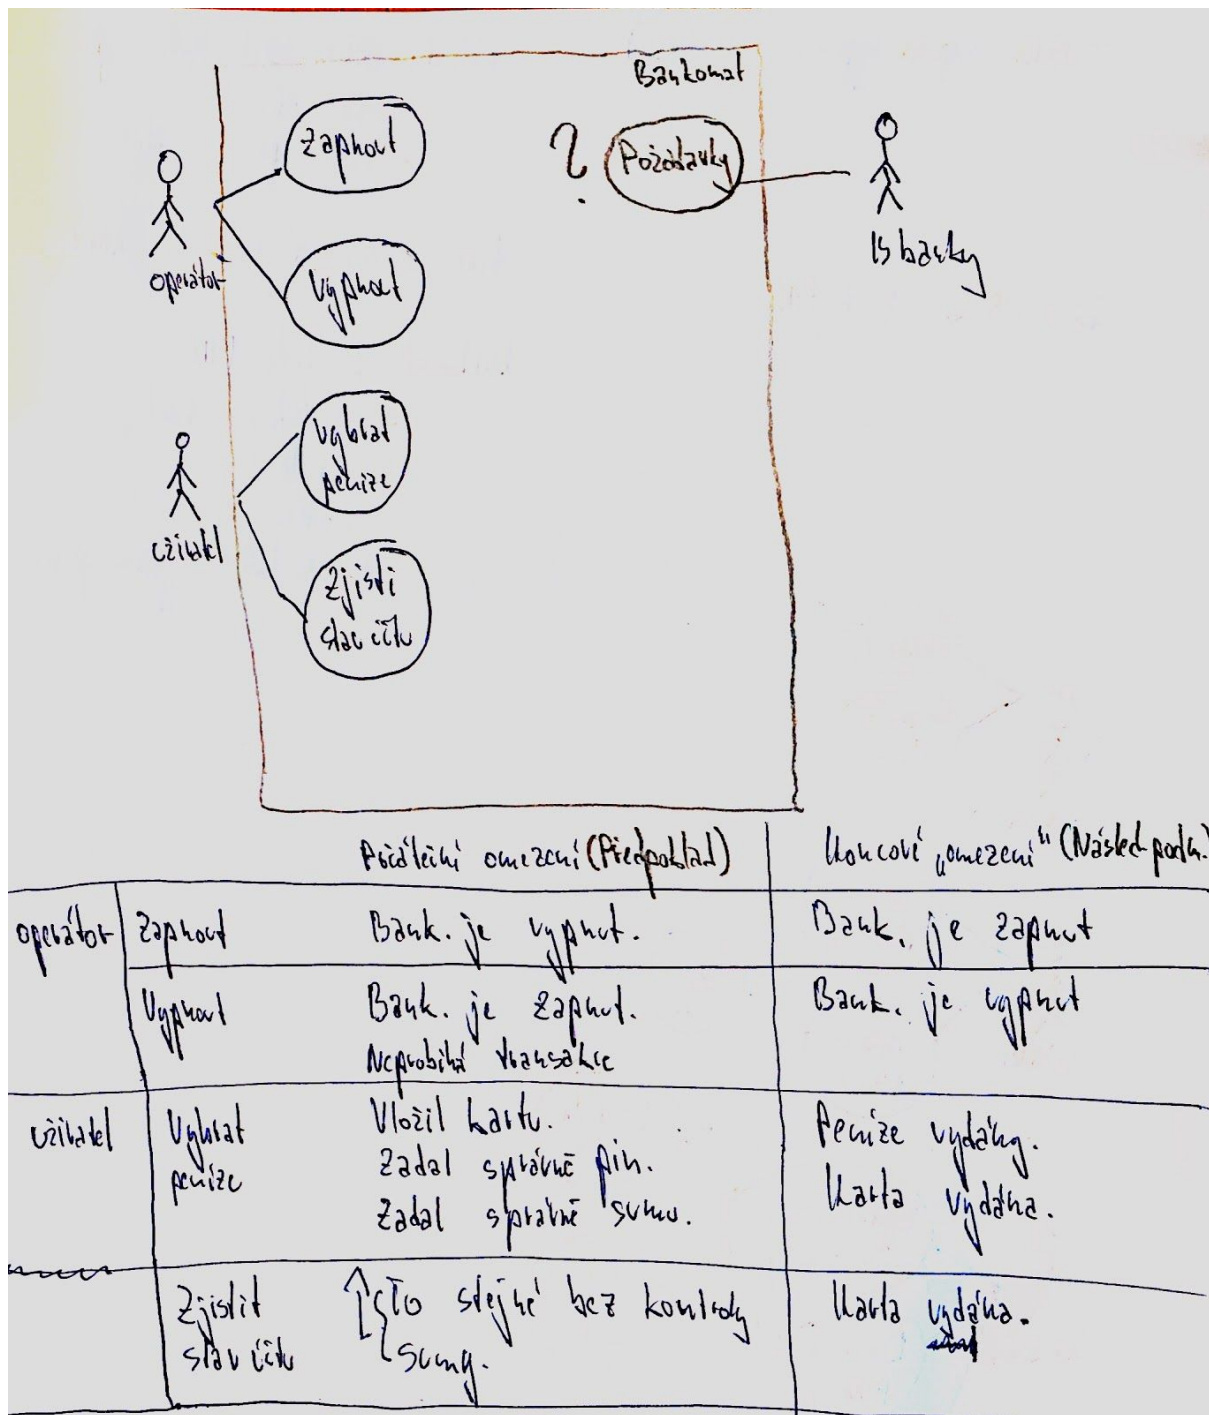 Bankomat
zapnout
?
Požadavky
operátor
IS banky
vypnout
vybrat
peníze
uživatel
Zjisti
stav účtu
Počáteční omezení (Předpoklad)
Koncové „omezení“ (Násled. podm.)
operátor
Zapnout
Bank. je vypnut.
Bank. je zapnut
Vypnout
Bank. je zapnut.
Neprobíhá transakce
Bank. je vypnut
uživatel
Vybrat
peníze
Vložil kartu.
Zadal správně pin.
Zadal správně sumu.
Peníze vydány.
Karta vydána.
Zjistit
stav účtu
To stejné bez kontroly
sumy.
Karta vydána.